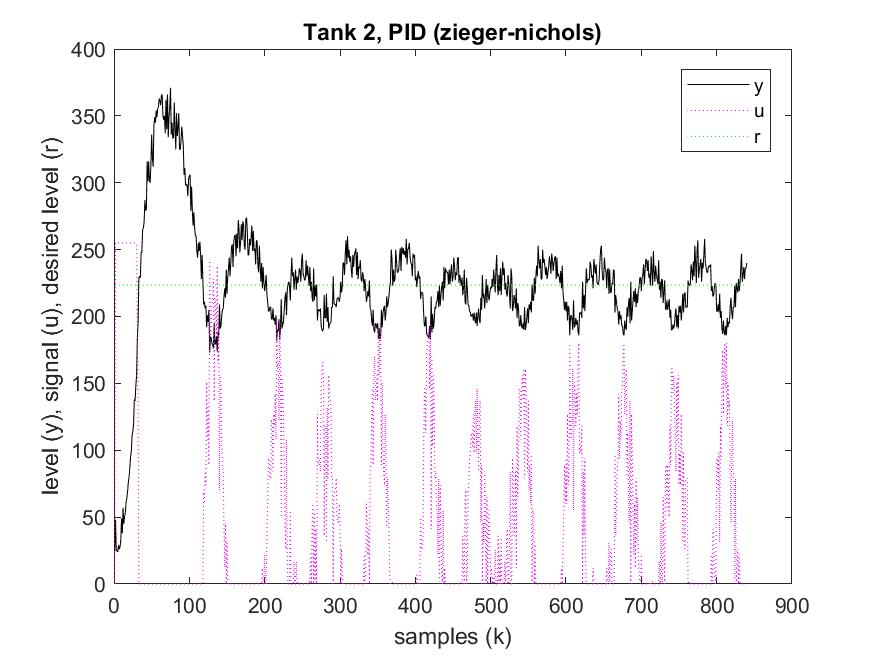 Tank 2, PID (zieger-nichols)
400
350
300
250
200
150
100
50
0
level (y), signal (u), desired level (r)
y
u
r
0 100 200 300 400 500 600 700 800 900
samples (k)